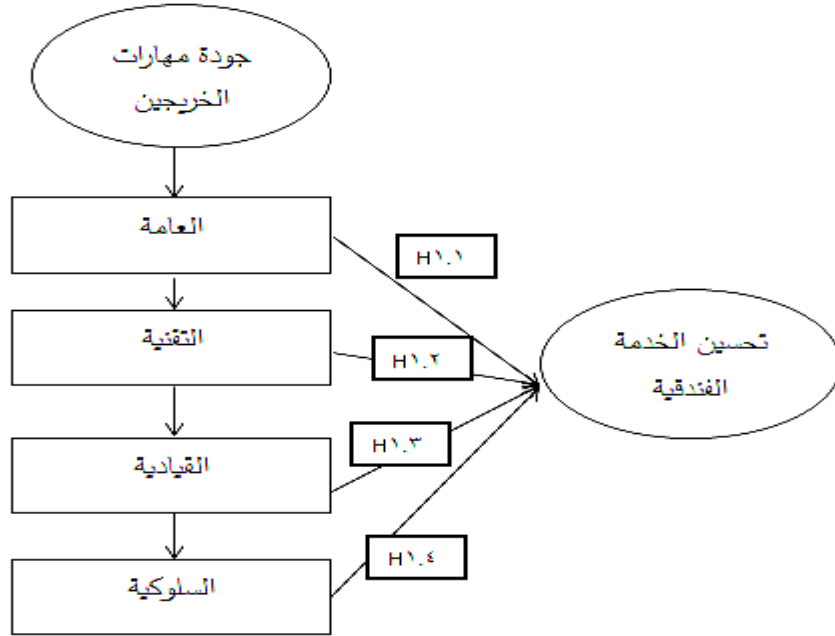 جودة مهارات
الخريجين
العامة
H١.١
التقنية
H١.٢
تحسين الخدمة
الفندقية
القيادية
H١.٣
السلوكية
H١.٤